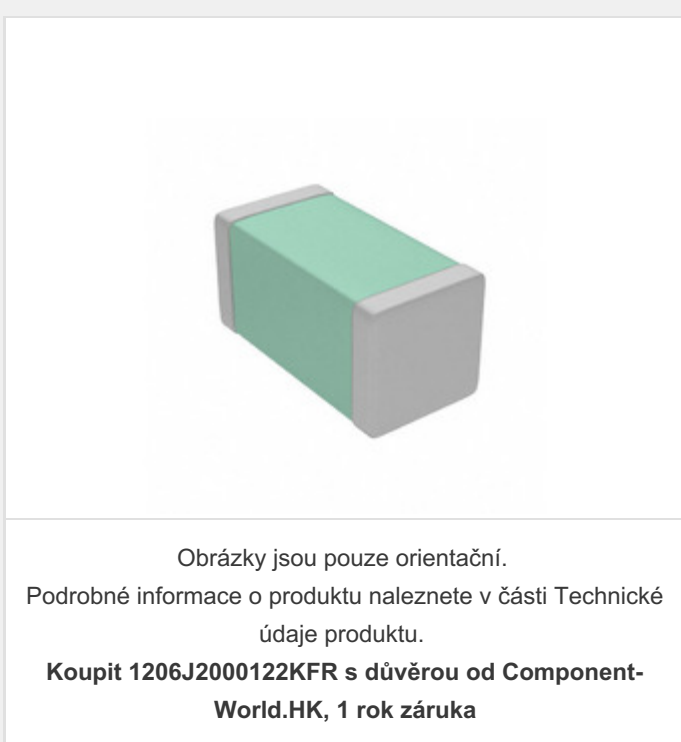 Obrázky jsou pouze orientační.
Podrobné informace o produktu naleznete v části Technické
údaje produktu.
Koupit 1206J2000122KFR s důvěrou od Component-
World.HK, 1 rok záruka